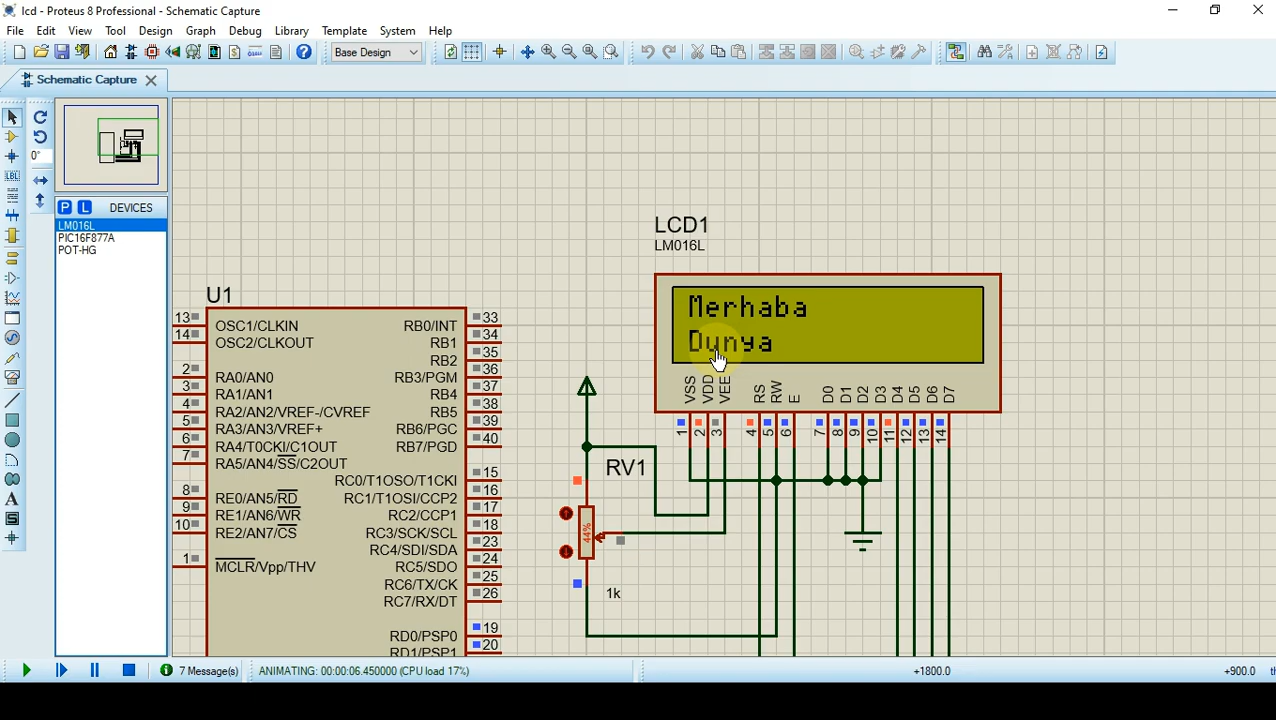 lcd - Proteus 8 Professional - Schematic Capture
File Edit View Tool Design Graph Debug Library Template System Help
Base Design
Schematic Capture
0°
P L DEVICES
LM016L
PIC16F877A
POT-HG
LBL
A
U1
13 OSC1/CLKIN
14 OSC2/CLKOUT
2 RA0/AN0
3 RA1/AN1
4 RA2/AN2/VREF-/CVREF
5 RA3/AN3/VREF+
6 RA4/T0CKI/C1OUT
7 RA5/AN4/SS/C2OUT
8 RE0/AN5/RD
9 RE1/AN6/WR
10 RE2/AN7/CS
1 MCLR/Vpp/THV
RB0/INT 33
RB1 34
RB2 35
RB3/PGM 36
RB4 37
RB5 38
RB6/PGC 39
RB7/PGD 40
RC0/T1OSO/T1CKI 15
RC1/T1OSI/CCP2 16
RC2/CCP1 17
RC3/SCK/SCL 18
RC4/SDI/SDA 23
RC5/SDO 24
RC6/TX/CK 25
RC7/RX/DT 26
RD0/PSP0 19
RD1/PSP1 20
RV1
44%
1k
LCD1
LM016L
Merhaba
Dunya
VSS VDD VEE RS RW E D0 D1 D2 D3 D4 D5 D6 D7
1 2 3 4 5 6 7 8 9 10 11 12 13 14
7 Message(s) ANIMATING: 00:00:06.450000 (CPU load 17%) +1800.0 +900.0 th